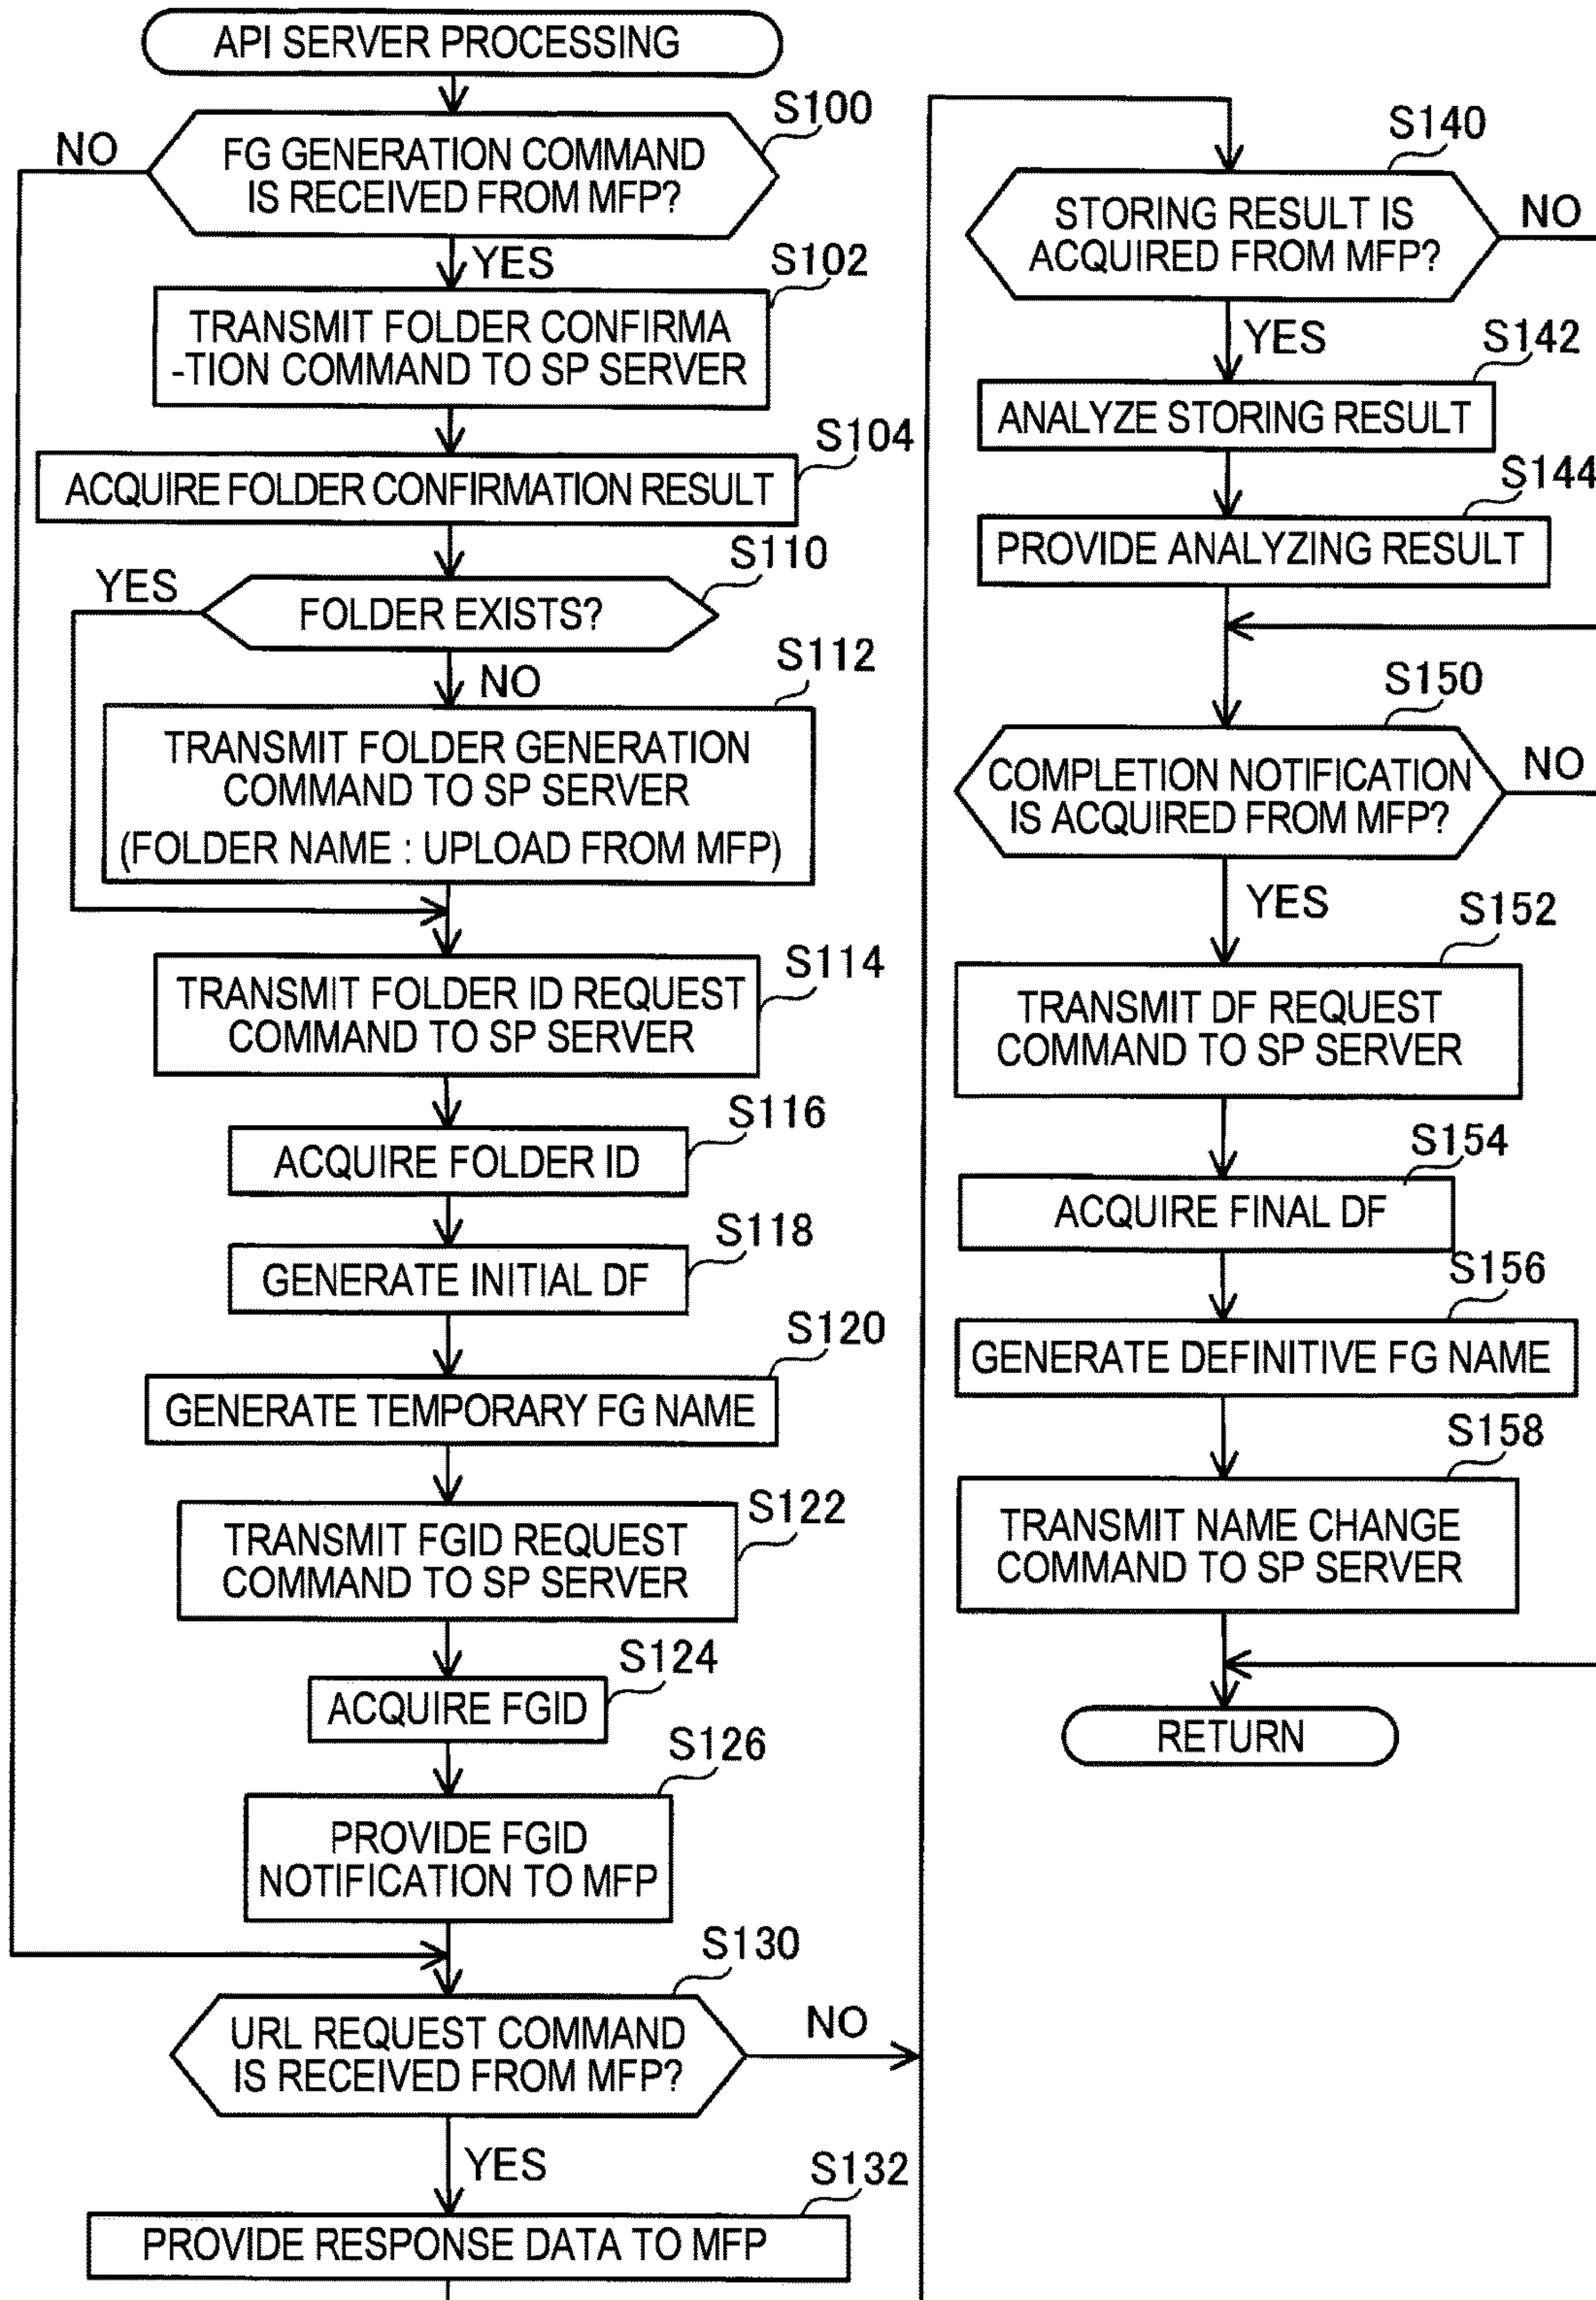 API SERVER PROCESSING
S100
NO
FG GENERATION COMMAND
IS RECEIVED FROM MFP?
YES
S102
TRANSMIT FOLDER CONFIRMA
-TION COMMAND TO SP SERVER
S104
ACQUIRE FOLDER CONFIRMATION RESULT
S110
YES
FOLDER EXISTS?
NO
S112
TRANSMIT FOLDER GENERATION
COMMAND TO SP SERVER
(FOLDER NAME : UPLOAD FROM MFP)
S114
TRANSMIT FOLDER ID REQUEST
COMMAND TO SP SERVER
S116
ACQUIRE FOLDER ID
S118
GENERATE INITIAL DF
S120
GENERATE TEMPORARY FG NAME
S122
TRANSMIT FGID REQUEST
COMMAND TO SP SERVER
S124
ACQUIRE FGID
S126
PROVIDE FGID
NOTIFICATION TO MFP
S130
URL REQUEST COMMAND
IS RECEIVED FROM MFP?
NO
YES
S132
PROVIDE RESPONSE DATA TO MFP
S140
STORING RESULT IS
ACQUIRED FROM MFP?
NO
YES
S142
ANALYZE STORING RESULT
S144
PROVIDE ANALYZING RESULT
S150
COMPLETION NOTIFICATION
IS ACQUIRED FROM MFP?
NO
YES
S152
TRANSMIT DF REQUEST
COMMAND TO SP SERVER
S154
ACQUIRE FINAL DF
S156
GENERATE DEFINITIVE FG NAME
S158
TRANSMIT NAME CHANGE
COMMAND TO SP SERVER
RETURN